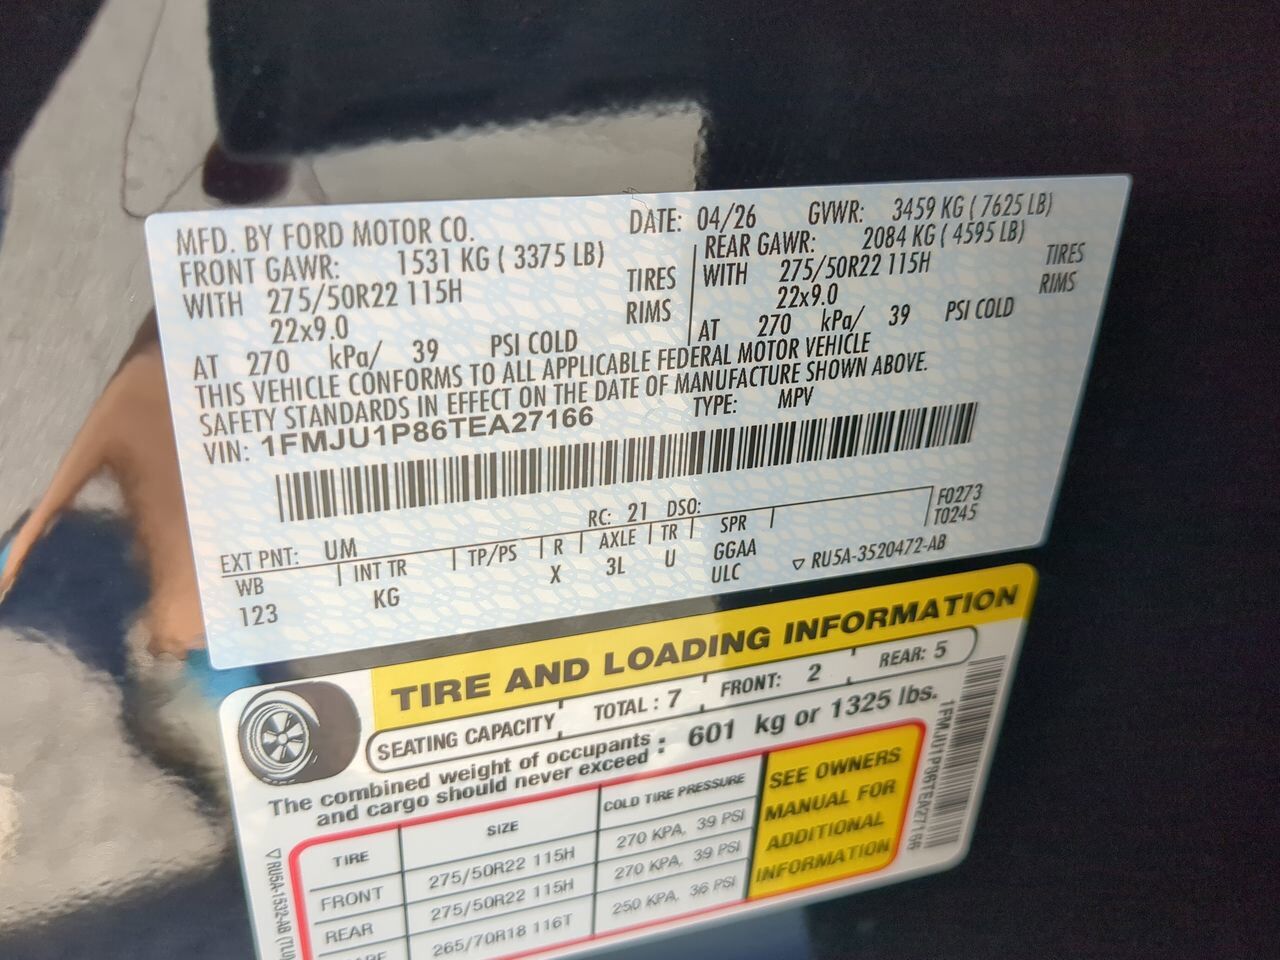 MFD. BY FORD MOTOR CO. DATE: 04/26 GVWR: 3459 KG ( 7625 LB)
FRONT GAWR: 1531 KG ( 3375 LB) REAR GAWR: 2084 KG ( 4595 LB)
WITH 275/50R22 115H TIRES WITH 275/50R22 115H TIRES
22x9.0 RIMS 22x9.0 RIMS
AT 270 kPa/ 39 PSI COLD AT 270 kPa/ 39 PSI COLD
THIS VEHICLE CONFORMS TO ALL APPLICABLE FEDERAL MOTOR VEHICLE
SAFETY STANDARDS IN EFFECT ON THE DATE OF MANUFACTURE SHOWN ABOVE.
VIN: 1FMJU1P86TEA27166 TYPE: MPV
EXT PNT: UM RC: 21 DSO: F0273
WB INT TR TP/PS R AXLE TR SPR T0245
123 KG X 3L U GGAA ▽ RU5A-3520472-AB
ULC
TIRE AND LOADING INFORMATION
SEATING CAPACITY TOTAL : 7 FRONT: 2 REAR: 5
The combined weight of occupants : 601 kg or 1325 lbs.
and cargo should never exceed
TIRE SIZE COLD TIRE PRESSURE
FRONT 275/50R22 115H 270 KPA, 39 PSI
REAR 275/50R22 115H 270 KPA, 39 PSI
265/70R18 116T 250 KPA, 36 PSI
SEE OWNERS
MANUAL FOR
ADDITIONAL
INFORMATION
1FMJU1P86TEA27166
▽ RU5A-1532-AB